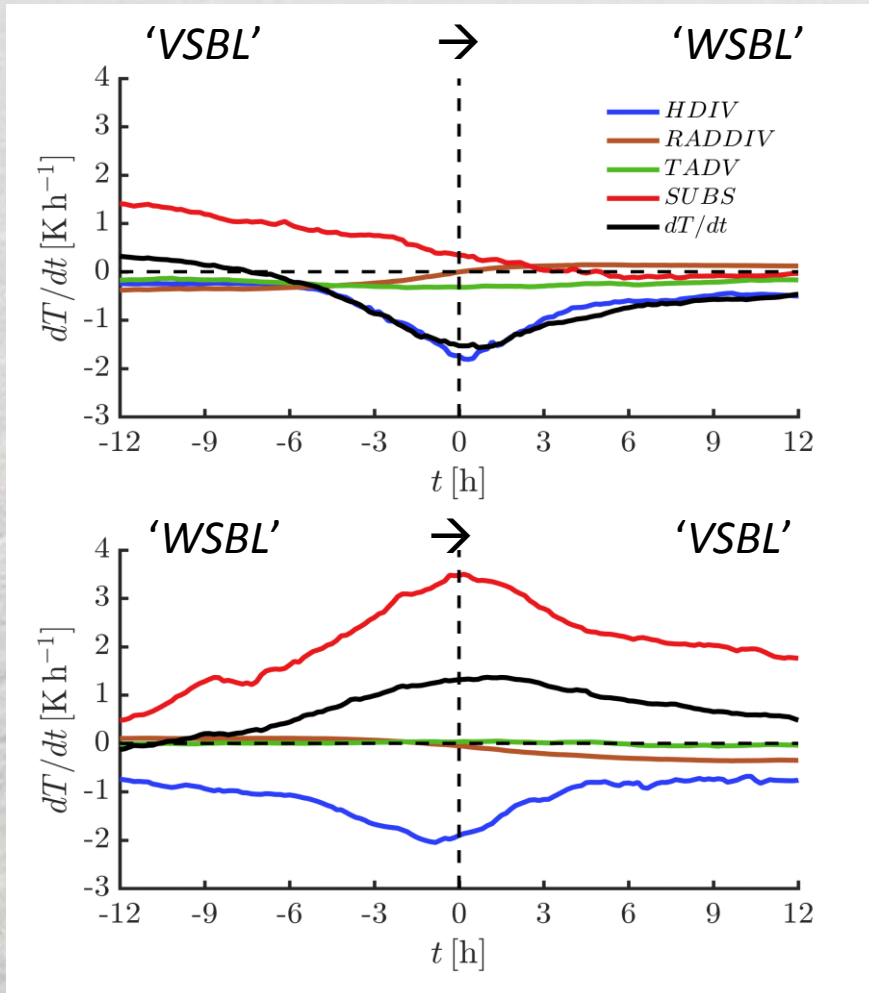 ‘VSBL’ → ‘WSBL’
4
3
2
1
0
-1
-2
-3
dT/dt [K h⁻¹]
HDIV
RADDIV
TADV
SUBS
dT/dt
-12 -9 -6 -3 0 3 6 9 12
t [h]
‘WSBL’ → ‘VSBL’
4
3
2
1
0
-1
-2
-3
dT/dt [K h⁻¹]
-12 -9 -6 -3 0 3 6 9 12
t [h]